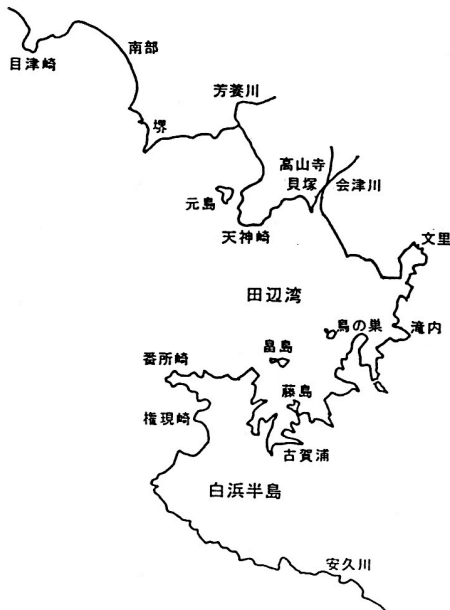 目津崎
南部
堺
芳養川
高山寺
貝塚
会津川
元島
天神崎
文里
田辺湾
鳥の巣
滝内
畠島
番所崎
藤島
権現崎
古賀浦
白浜半島
安久川